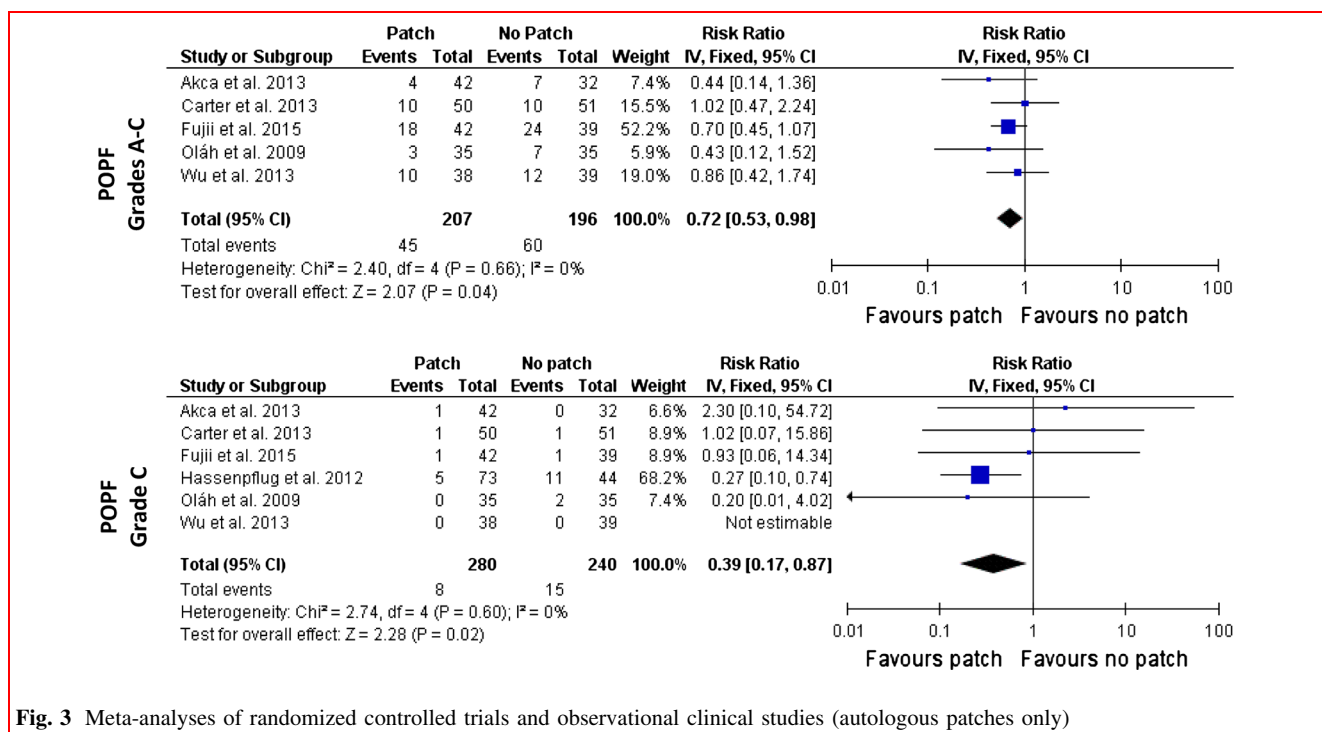 Patch No Patch Risk Ratio Risk Ratio
Study or Subgroup Events Total Events Total Weight IV, Fixed, 95% CI IV, Fixed, 95% CI
Akca et al. 2013 4 42 7 32 7.4% 0.44 [0.14, 1.36]
Carter et al. 2013 10 50 10 51 15.5% 1.02 [0.47, 2.24]
Fujii et al. 2015 18 42 24 39 52.2% 0.70 [0.45, 1.07]
Oláh et al. 2009 3 35 7 35 5.9% 0.43 [0.12, 1.52]
Wu et al. 2013 10 38 12 39 19.0% 0.86 [0.42, 1.74]
POPF
Grades A-C
Total (95% CI) 207 196 100.0% 0.72 [0.53, 0.98]
Total events 45 60
Heterogeneity: Chi² = 2.40, df = 4 (P = 0.66); I² = 0%
Test for overall effect: Z = 2.07 (P = 0.04)
0.01 0.1 1 10 100
Favours patch Favours no patch
Patch No patch Risk Ratio Risk Ratio
Study or Subgroup Events Total Events Total Weight IV, Fixed, 95% CI IV, Fixed, 95% CI
Akca et al. 2013 1 42 0 32 6.6% 2.30 [0.10, 54.72]
Carter et al. 2013 1 50 1 51 8.9% 1.02 [0.07, 15.86]
Fujii et al. 2015 1 42 1 39 8.9% 0.93 [0.06, 14.34]
Hassenpflug et al. 2012 5 73 11 44 68.2% 0.27 [0.10, 0.74]
Oláh et al. 2009 0 35 2 35 7.4% 0.20 [0.01, 4.02]
Wu et al. 2013 0 38 0 39 Not estimable
POPF
Grade C
Total (95% CI) 280 240 100.0% 0.39 [0.17, 0.87]
Total events 8 15
Heterogeneity: Chi² = 2.74, df = 4 (P = 0.60); I² = 0%
Test for overall effect: Z = 2.28 (P = 0.02)
0.01 0.1 1 10 100
Favours patch Favours no patch
Fig. 3 Meta-analyses of randomized controlled trials and observational clinical studies (autologous patches only)